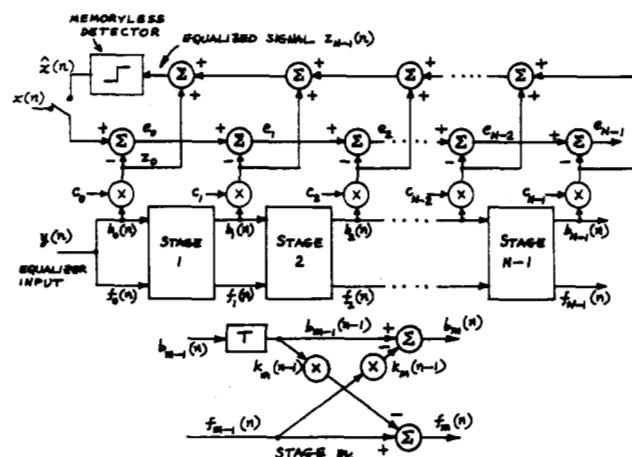 MEMORYLESS DETECTOR
EQUALIZED SIGNAL z_{N-1}(n)
x̂(n)
x(n)
Σ Σ Σ Σ
+ + + + + + + +
+ Σ e_0 + Σ e_1 + Σ e_2 + Σ e_{N-2} + Σ e_{N-1}
− z_0 − − − −
c_0 × c_1 × c_2 × c_{N-2} × c_{N-1} ×
y(n) b_0(n) b_1(n) b_2(n) b_{N-1}(n)
EQUALIZER INPUT
STAGE 1
STAGE 2
STAGE N-1
f_0(n) f_1(n) f_2(n) f_{N-1}(n)
b_{m-1}(n) T b_{m-1}(n-1) + Σ b_m(n)
−
k_m(n-1) × × k_m(n-1)
−
f_{m-1}(n) + Σ f_m(n)
STAGE m